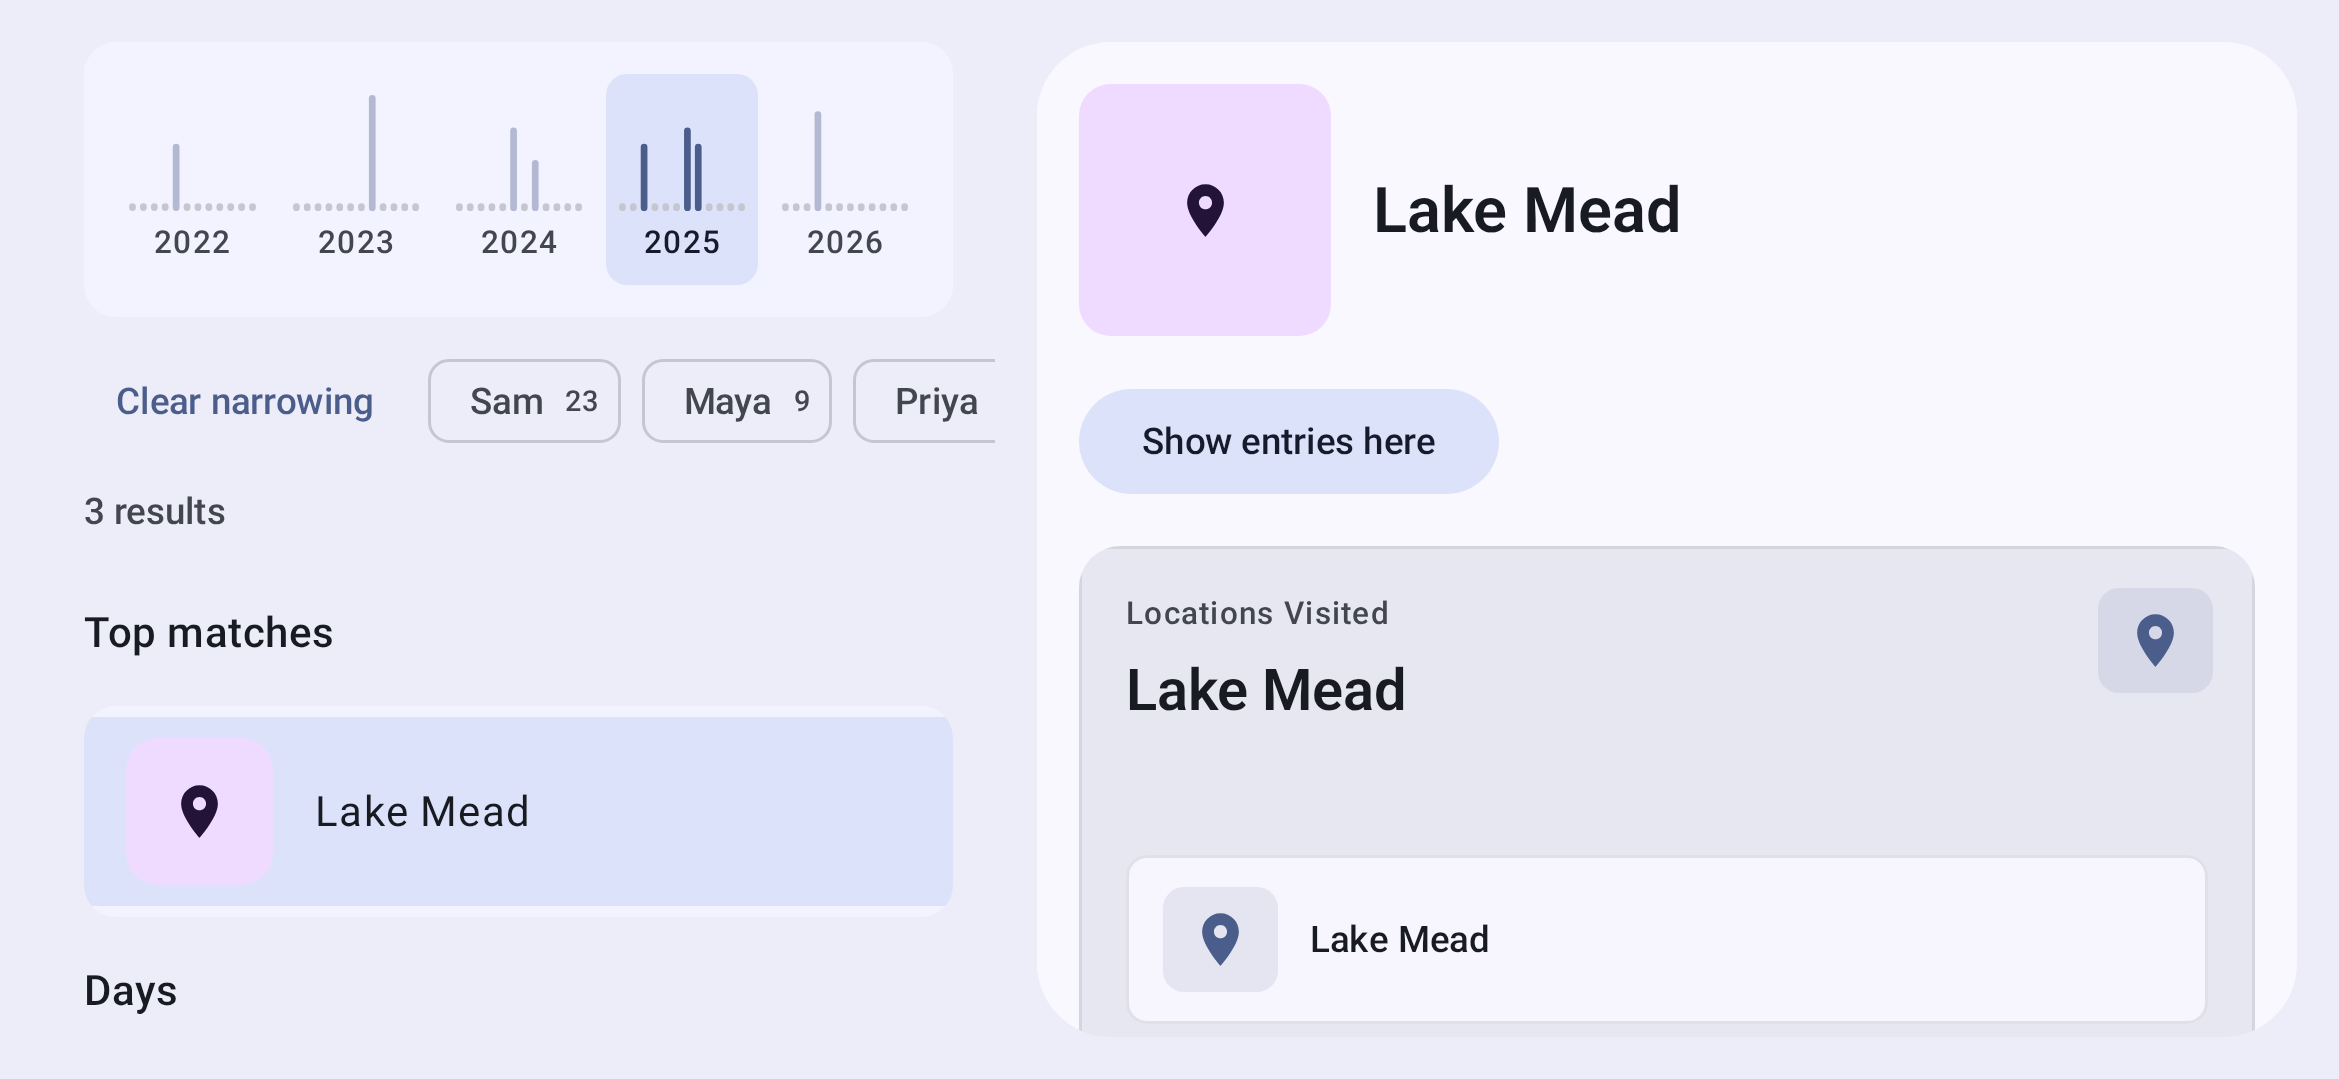 2022 2023 2024 2025 2026
Clear narrowing Sam 23 Maya 9 Priya
3 results
Top matches
Lake Mead
Days
Lake Mead
Show entries here
Locations Visited
Lake Mead
Lake Mead